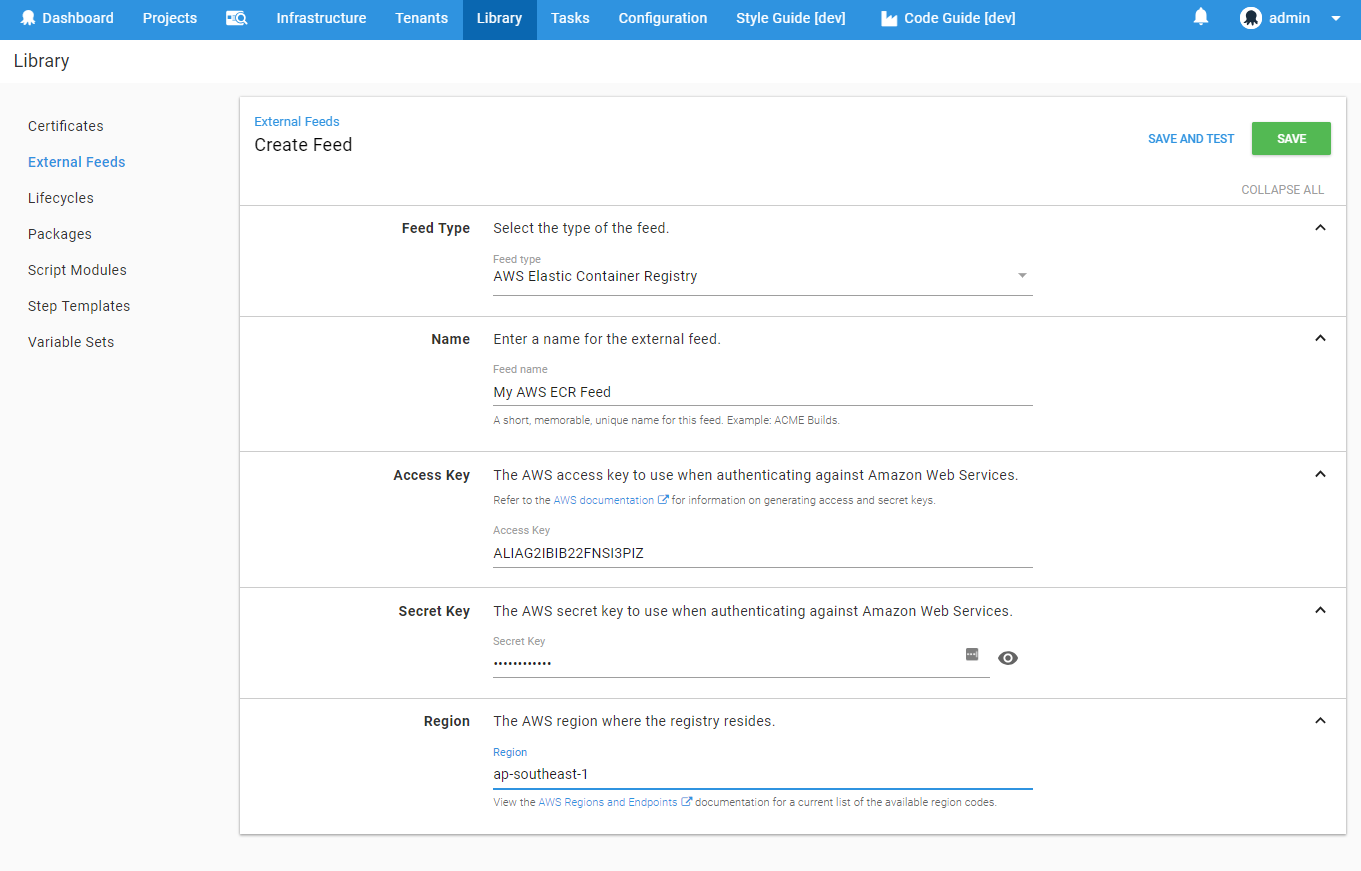 Dashboard Projects Infrastructure Tenants Library Tasks Configuration Style Guide [dev] Code Guide [dev] admin
Library
Certificates
External Feeds
Lifecycles
Packages
Script Modules
Step Templates
Variable Sets
External Feeds
Create Feed
SAVE AND TEST
SAVE
COLLAPSE ALL
Feed Type
Select the type of the feed.
Feed type
AWS Elastic Container Registry
Name
Enter a name for the external feed.
Feed name
My AWS ECR Feed
A short, memorable, unique name for this feed. Example: ACME Builds.
Access Key
The AWS access key to use when authenticating against Amazon Web Services.
Refer to the AWS documentation for information on generating access and secret keys.
Access Key
ALIAG2IBIB22FNSI3PIZ
Secret Key
The AWS secret key to use when authenticating against Amazon Web Services.
Secret Key
••••••••••••
Region
The AWS region where the registry resides.
Region
ap-southeast-1
View the AWS Regions and Endpoints documentation for a current list of the available region codes.